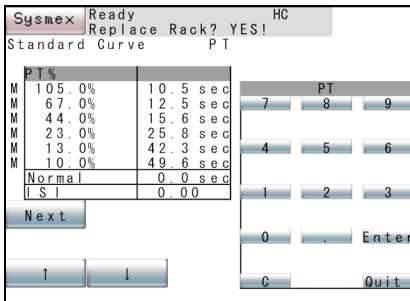 Sysmex Ready HC
Replace Rack? YES!
Standard Curve PT
PT%
M 105.0% 10.5 sec
M 67.0% 12.5 sec
M 44.0% 15.6 sec
M 23.0% 25.8 sec
M 13.0% 42.3 sec
M 10.0% 49.6 sec
Normal 0.0 sec
ISI 0.00
Next
↑ ↓
PT
7 8 9
4 5 6
1 2 3
0 . Enter
C Quit